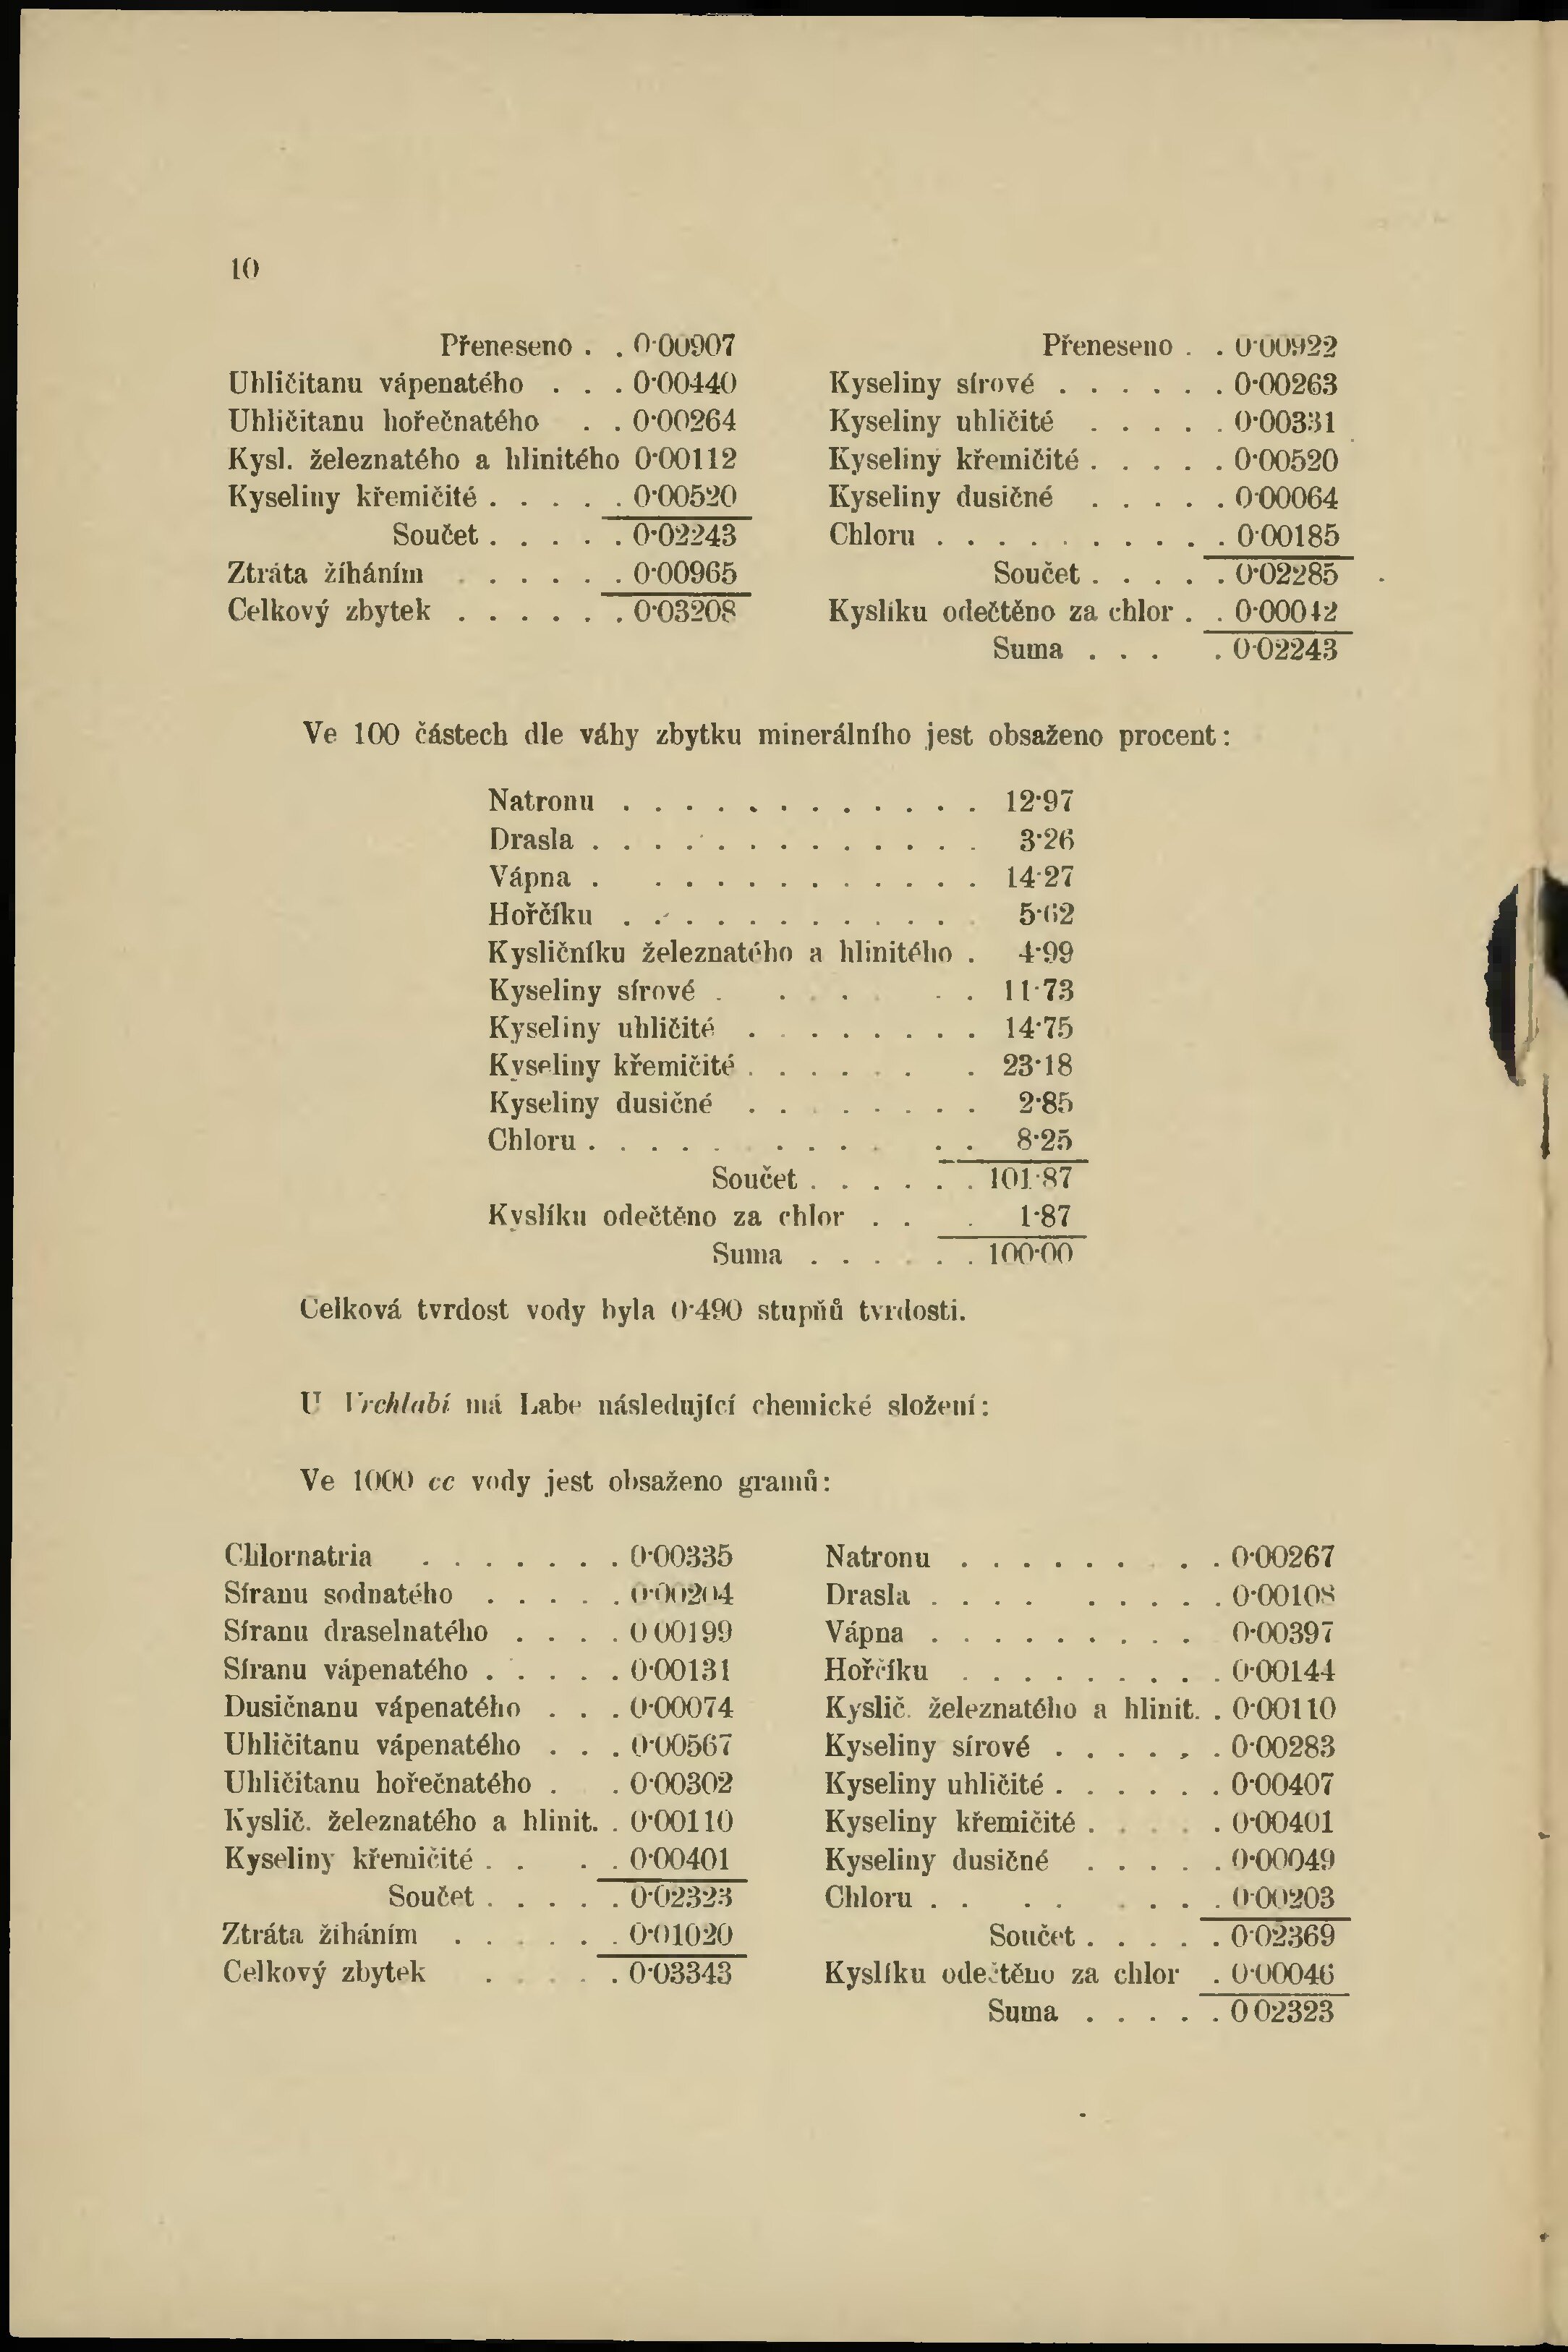 10
Přeneseno . . 0·00907
Uhličitanu vápenatého . . . 0·00440
Uhličitanu hořečnatého . . 0·00264
Kysl. železnatého a hlinitého 0·00112
Kyseliny křemičité . . . . . 0·00520
Součet . . . . . 0·02243
Ztráta žíháním . . . . . . 0·00965
Celkový zbytek . . . . . . 0·03208
Přeneseno . . 0·00922
Kyseliny sírové . . . . . . 0·00263
Kyseliny uhličité . . . . . 0·00331
Kyseliny křemičité . . . . . 0·00520
Kyseliny dusičné . . . . . 0·00064
Chloru . . . . . . . . . . 0·00185
Součet . . . . . 0·02285
Kyslíku odečtěno za chlor . . 0·00042
Suma . . . . 0·02243
Ve 100 částech dle váhy zbytku minerálního jest obsaženo procent:
Natronu . . . . . . . . . . . . 12·97
Drasla . . . . . . . . . . . . . 3·26
Vápna . . . . . . . . . . . . 14·27
Hořčíku . . . . . . . . . . . . 5·62
Kysličníku železnatého a hlinitého . 4·99
Kyseliny sírové . . . . . 11·73
Kyseliny uhličité . . . . . . . . 14·75
Kyseliny křemičité . . . . . . . 23·18
Kyseliny dusičné . . . . . . . . 2·85
Chloru . . . . . . . . . . . 8·25
Součet . . . . . . 101·87
Kyslíku odečtěno za chlor . . . 1·87
Suma . . . . . . 100·00
Celková tvrdost vody byla 0·490 stupňů tvrdosti.
U Vrchlabí má Labe následující chemické složení:
Ve 1000 cc vody jest obsaženo gramů:
Chlornatria . . . . . . . 0·00335
Síranu sodnatého . . . . . 0·00204
Síranu draselnatého . . . . 0·00199
Síranu vápenatého . . . . . 0·00131
Dusičnanu vápenatého . . . 0·00074
Uhličitanu vápenatého . . . 0·00567
Uhličitanu hořečnatého . . 0·00302
Kyslič. železnatého a hlinit. . 0·00110
Kyseliny křemičité . . . . 0·00401
Součet . . . . . 0·02323
Ztráta žíháním . . . . . . 0·01020
Celkový zbytek . . . . . 0·03343
Natronu . . . . . . . . 0·00267
Drasla . . . . . . . . . 0·00108
Vápna . . . . . . . . . 0·00397
Hořčíku . . . . . . . . . 0·00144
Kyslič. železnatého a hlinit. . 0·00110
Kyseliny sírové . . . . . . 0·00283
Kyseliny uhličité . . . . . . 0·00407
Kyseliny křemičité . . . . . 0·00401
Kyseliny dusičné . . . . . 0·00049
Chloru . . . . . . . 0·00203
Součet . . . . . 0·02369
Kyslíku odečtěno za chlor . 0·00046
Suma . . . . . 0·02323